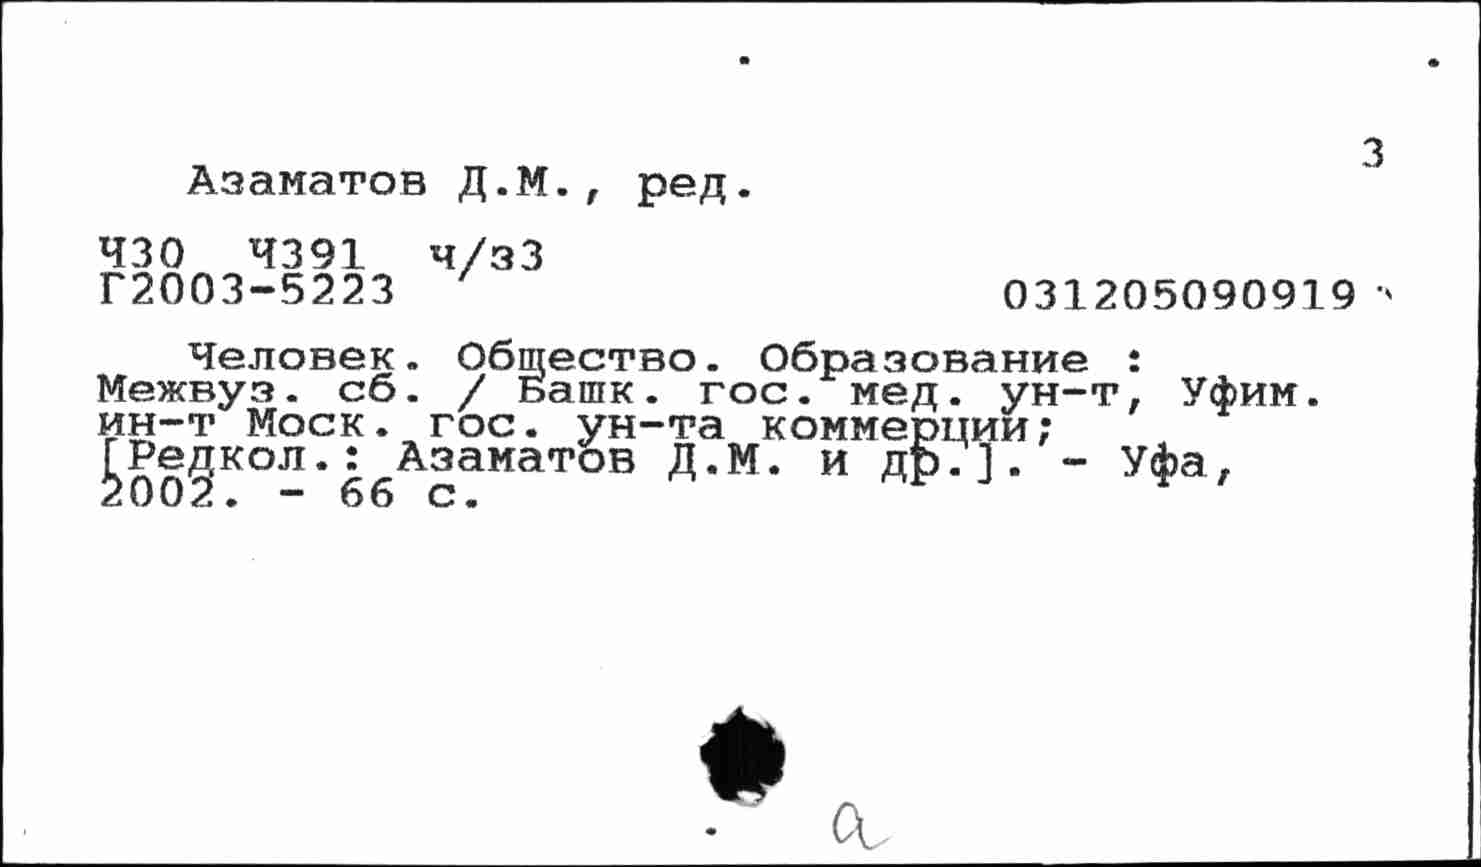 3
Азаматов Д.М., ред.
Ч30 Ч391 ч/з3
Г2003-5223
031205090919
Человек. Общество. Образование :
Межвуз. сб. / Башк. гос. мед. ун-т, Уфим.
ин-т Моск. гос. ун-та коммерции;
[Редкол.: Азаматов Д.М. и др.]. - Уфа,
2002. - 66 с.
а